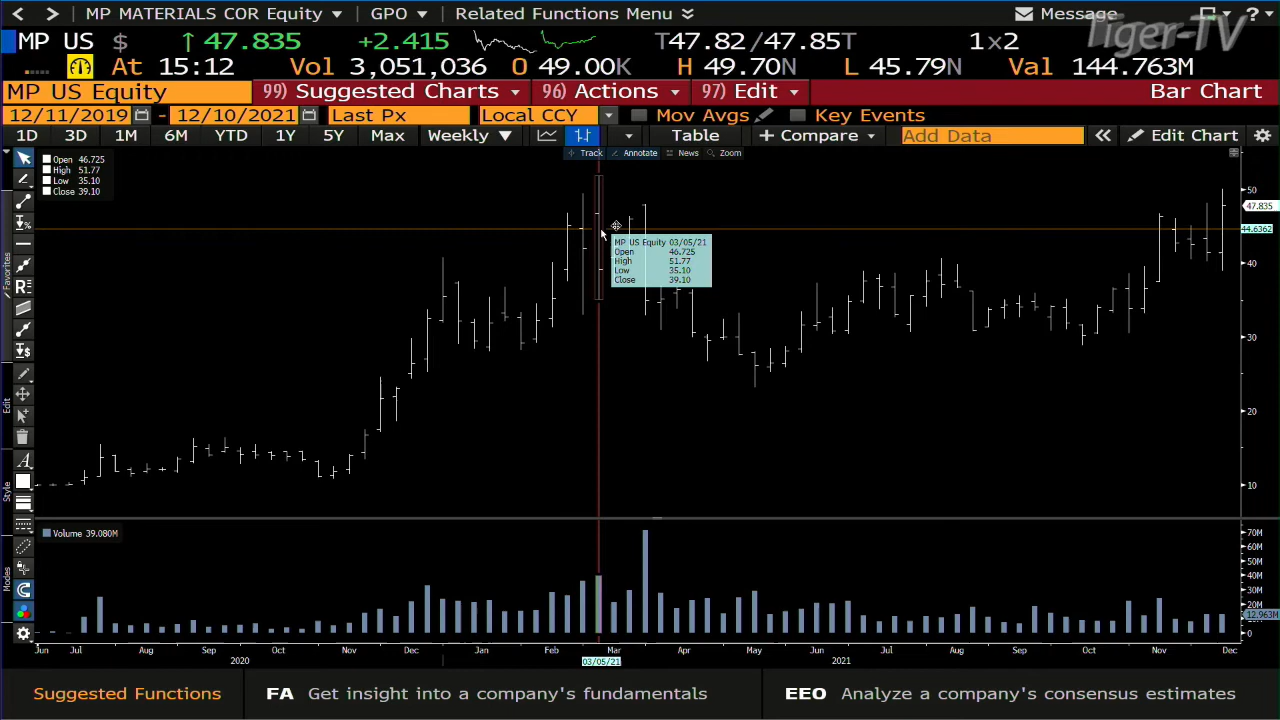 MP MATERIALS COR Equity GPO Related Functions Menu Message ?
Tiger-TV
MP US $ 47.835 +2.415 T47.82/47.85T 1x2
At 15:12 Vol 3,051,036 O 49.00K H 49.70N L 45.79N Val 144.763M
MP US Equity 99) Suggested Charts 96) Actions 97) Edit Bar Chart
12/11/2019 - 12/10/2021 Last Px Local CCY Mov Avgs Key Events
1D 3D 1M 6M YTD 1Y 5Y Max Weekly Table + Compare Add Data « Edit Chart
Track Annotate News Zoom
Open 46.725
High 51.77
Low 35.10
Close 39.10
50
47.835
44.6362
40
30
20
10
MP US Equity 03/05/21
Open 46.725
High 51.77
Low 35.10
Close 39.10
Favorites
Edit
Style
Modes
Volume 39.080M
70M
60M
50M
40M
30M
20M
12.963M
0
Jun Jul Aug Sep Oct Nov Dec Jan Feb Mar Apr May Jun Jul Aug Sep Oct Nov Dec
2020 03/05/21 2021
Suggested Functions FA Get insight into a company's fundamentals EEO Analyze a company's consensus estimates